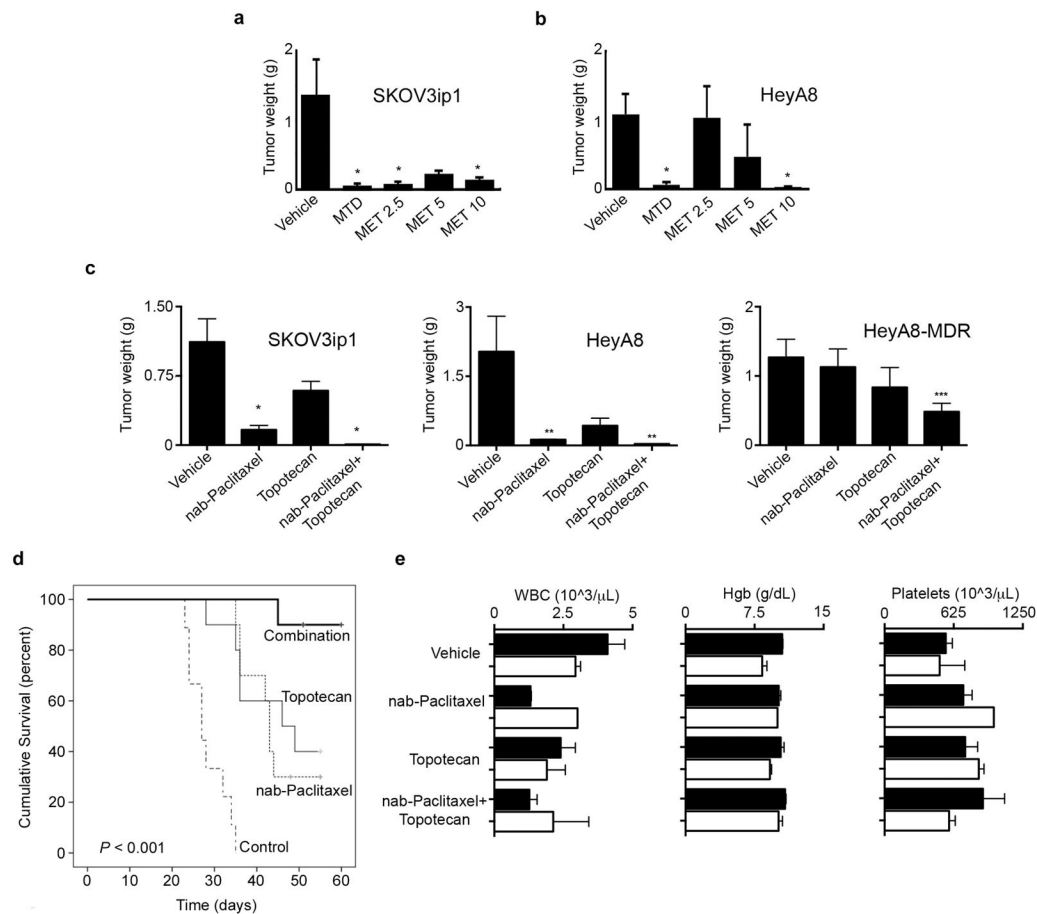 a
b
2
1
0
Tumor weight (g)
SKOV3ip1
*
*
*
Vehicle
MTD
MET 2.5
MET 5
MET 10
2
1
0
Tumor weight (g)
HeyA8
*
*
Vehicle
MTD
MET 2.5
MET 5
MET 10
c
1.50
0.75
0
Tumor weight (g)
SKOV3ip1
*
*
Vehicle
nab-Paclitaxel
Topotecan
nab-Paclitaxel+
Topotecan
3
1.5
0
Tumor weight (g)
HeyA8
**
**
Vehicle
nab-Paclitaxel
Topotecan
nab-Paclitaxel+
Topotecan
2
1
0
Tumor weight (g)
HeyA8-MDR
***
Vehicle
nab-Paclitaxel
Topotecan
nab-Paclitaxel+
Topotecan
d
100
80
60
40
20
00
Cumulative Survival (percent)
Combination
Topotecan
nab-Paclitaxel
Control
P < 0.001
0 10 20 30 40 50 60
Time (days)
e
WBC (10^3/µL)
0 2.5 5
Hgb (g/dL)
0 7.5 15
Platelets (10^3/µL)
0 625 1250
Vehicle
nab-Paclitaxel
Topotecan
nab-Paclitaxel+
Topotecan